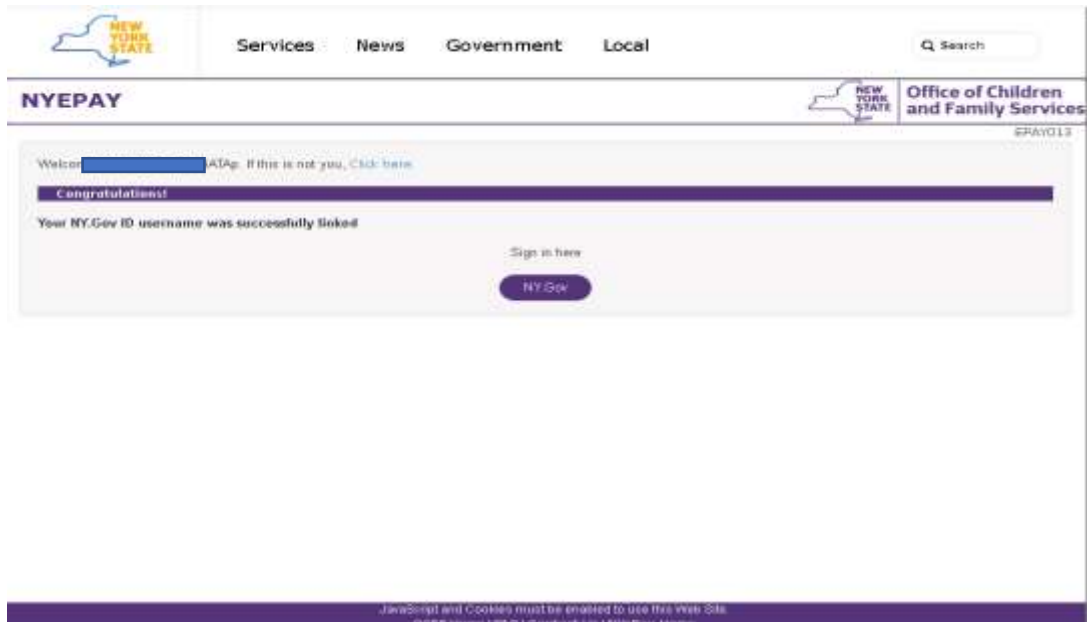 NEW
YORK
STATE
Services News Government Local
Search
NYEPAY
NEW
YORK
STATE
Office of Children
and Family Services
EPAY013
If this is not you, Click here
Congratulations!
Your NY.Gov ID username was successfully linked
Sign in here
NY.Gov
JavaScript and Cookies must be enabled to use this Web Site